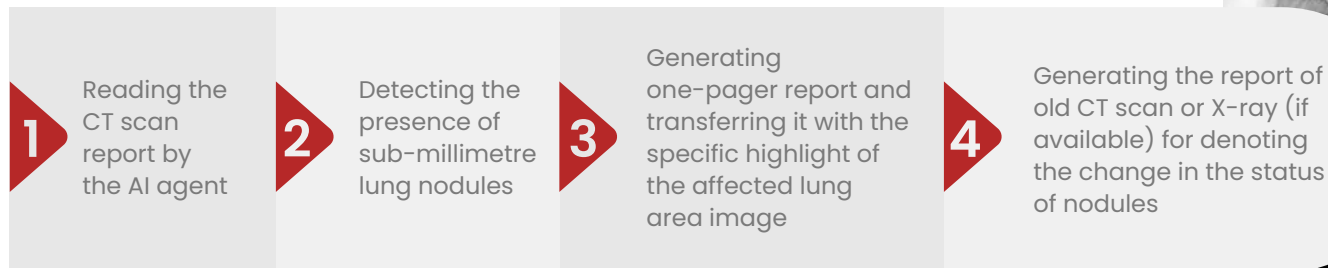 1
Reading the
CT scan
report by
the AI agent
2
Detecting the
presence of
sub-millimetre
lung nodules
3
Generating
one-pager report and
transferring it with the
specific highlight of
the affected lung
area image
4
Generating the report of
old CT scan or X-ray (if
available) for denoting
the change in the status
of nodules